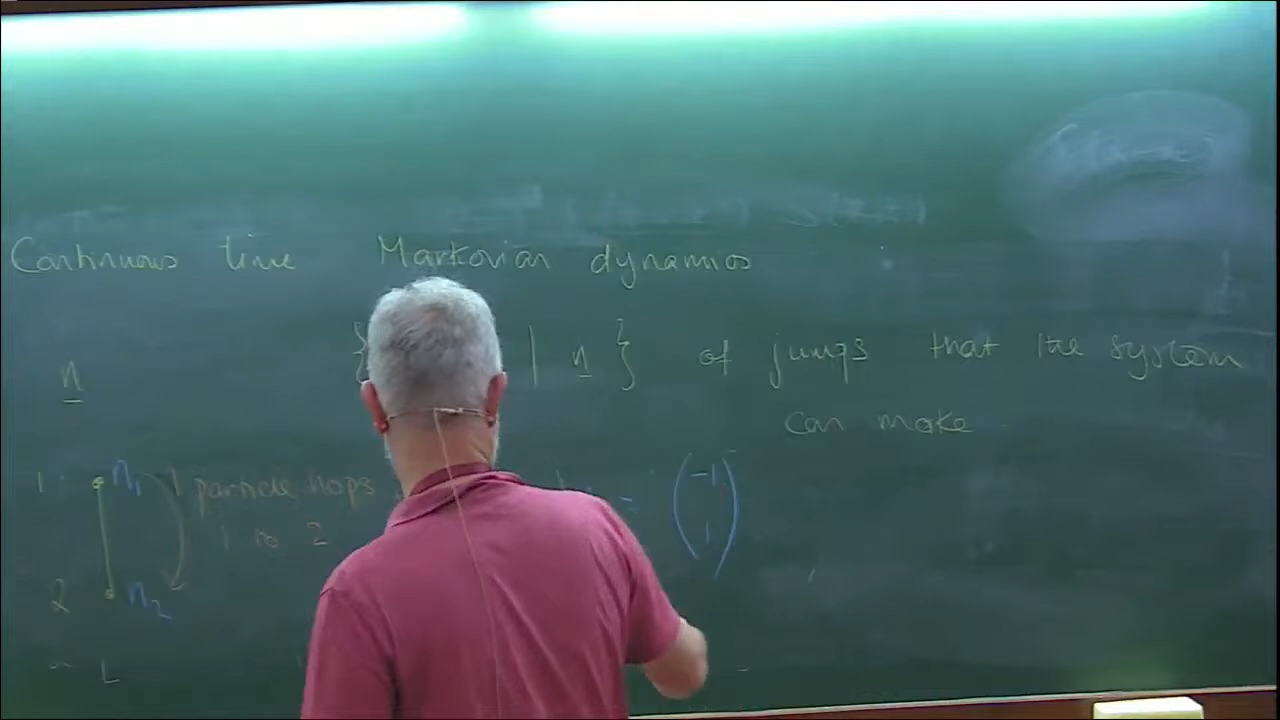 Continuous time Markovian dynamics
n { | n } of jumps that the system
can make
1 n₁ particle hops = ( -1
1 to 2 1 )
2 n₂
L